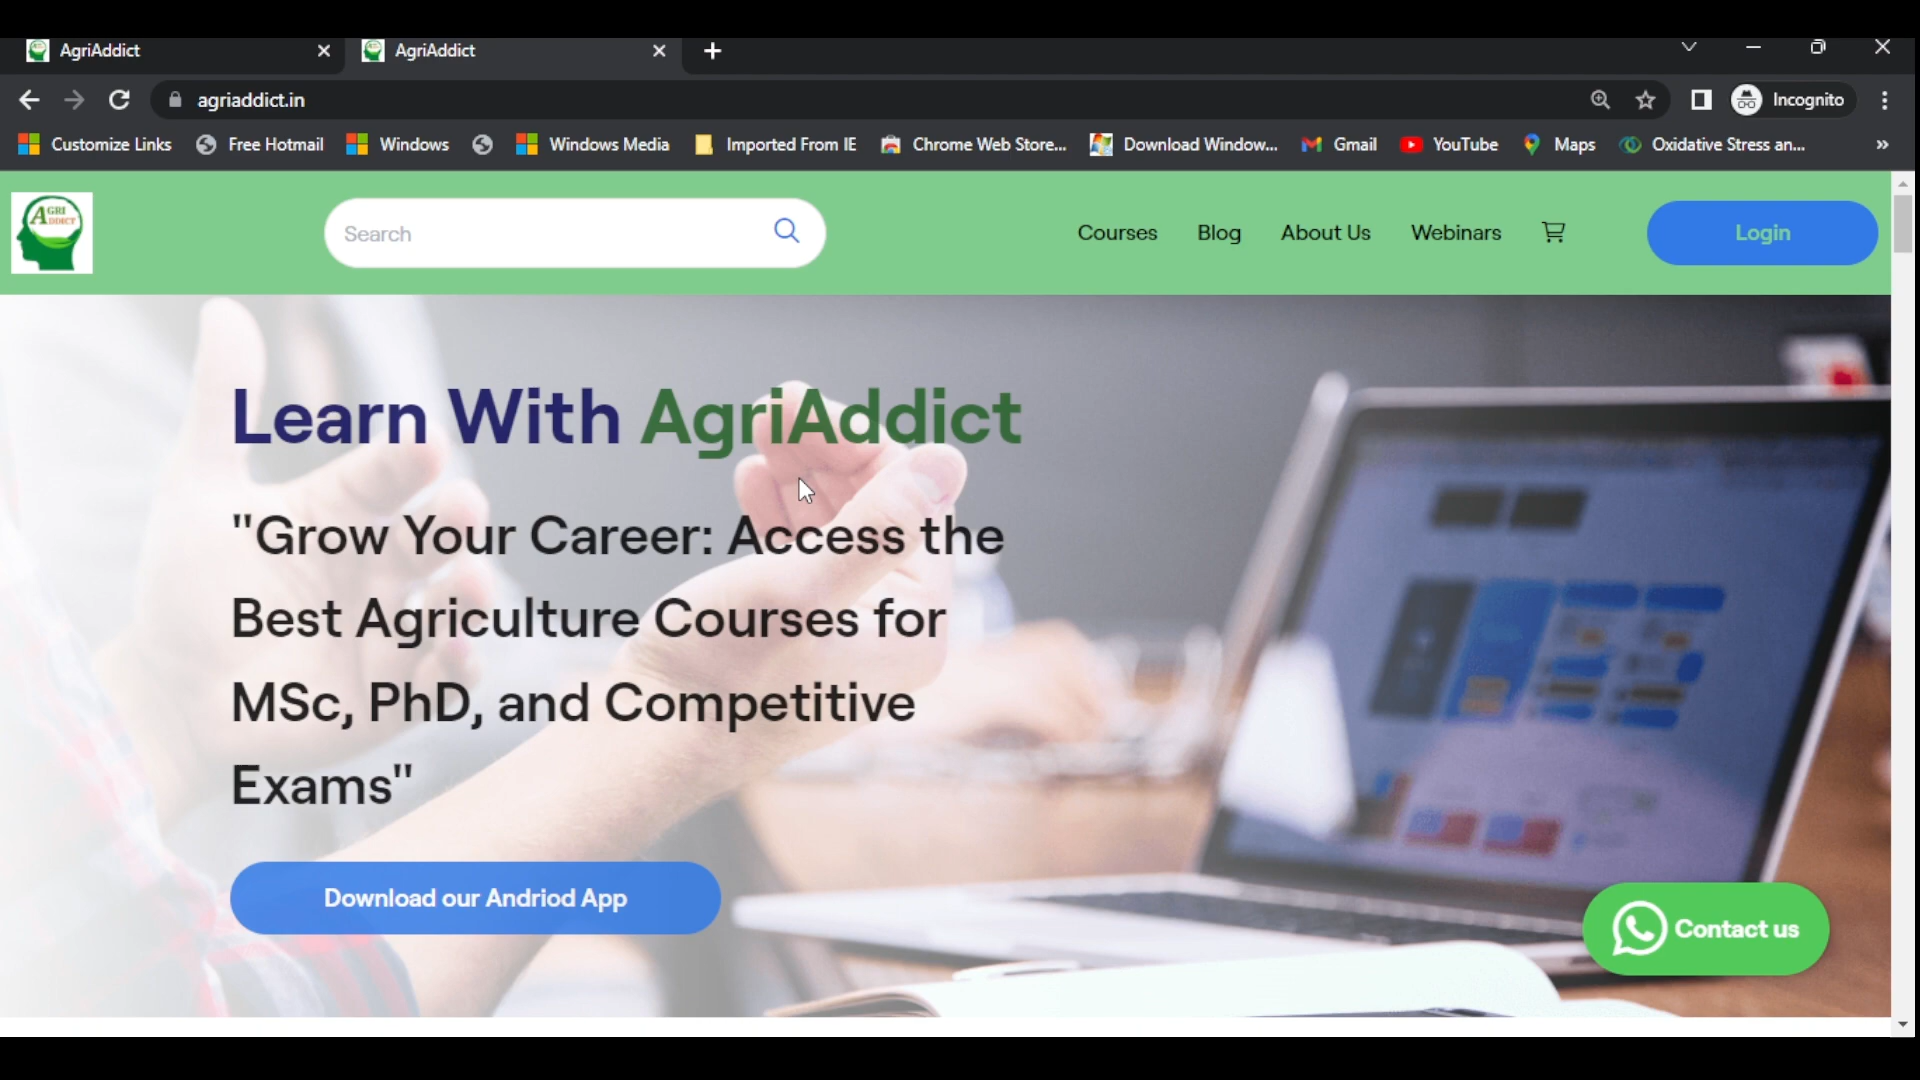 AgriAddict
AgriAddict
agriaddict.in
Incognito
Customize Links
Free Hotmail
Windows
Windows Media
Imported From IE
Chrome Web Store...
Download Window...
Gmail
YouTube
Maps
Oxidative Stress an...
»
AGRI
ADDICT
Search
Courses
Blog
About Us
Webinars
Login
Learn With AgriAddict
"Grow Your Career: Access the
Best Agriculture Courses for
MSc, PhD, and Competitive
Exams"
Download our Andriod App
Contact us